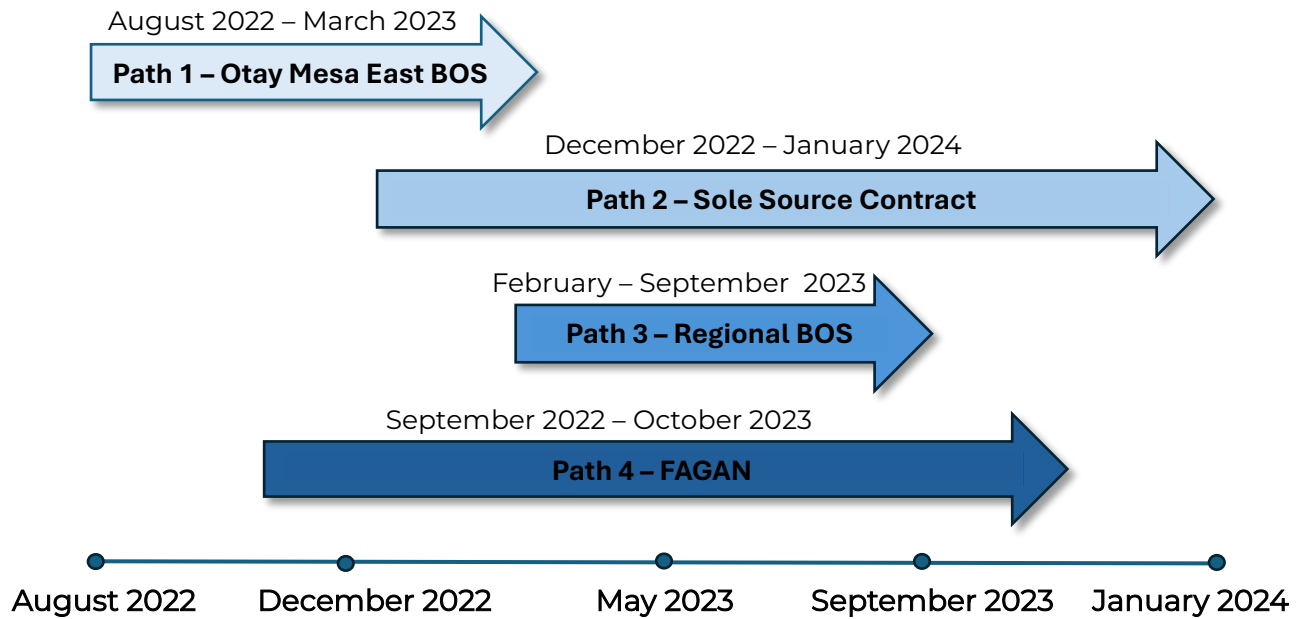 August 2022 – March 2023
Path 1 – Otay Mesa East BOS
December 2022 – January 2024
Path 2 – Sole Source Contract
February – September  2023
Path 3 – Regional BOS
September 2022 – October 2023
Path 4 – FAGAN
August 2022
December 2022
May 2023
September 2023
January 2024